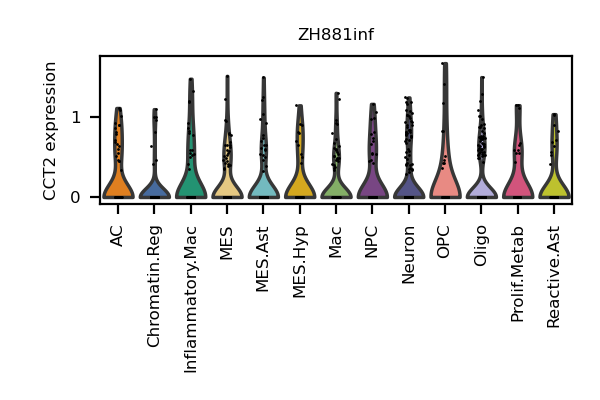 ZH881inf
CCT2 expression
1
0
AC
Chromatin.Reg
Inflammatory.Mac
MES
MES.Ast
MES.Hyp
Mac
NPC
Neuron
OPC
Oligo
Prolif.Metab
Reactive.Ast